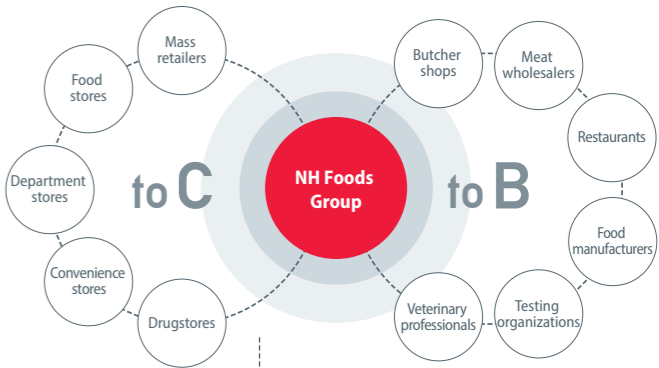 Mass
retailers
Food
stores
Department
stores
Convenience
stores
Drugstores
to C
NH Foods
Group
to B
Butcher
shops
Meat
wholesalers
Restaurants
Food
manufacturers
Testing
organizations
Veterinary
professionals